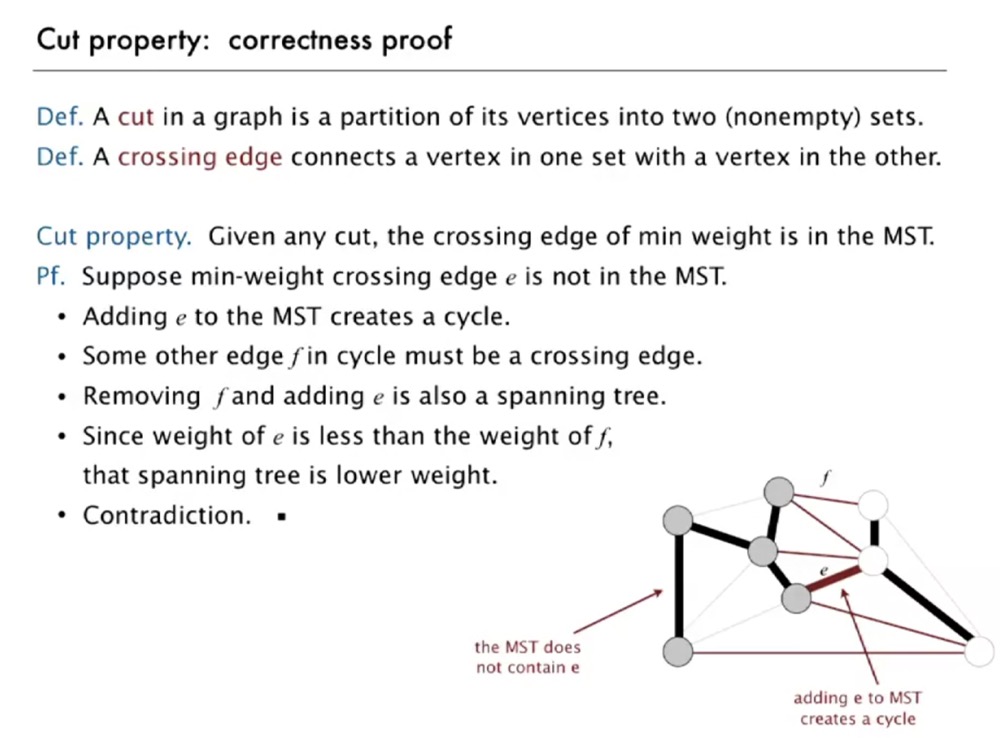 Cut property: correctness proof
Def. A cut in a graph is a partition of its vertices into two (nonempty) sets.
Def. A crossing edge connects a vertex in one set with a vertex in the other.
Cut property. Given any cut, the crossing edge of min weight is in the MST.
Pf. Suppose min-weight crossing edge e is not in the MST.
• Adding e to the MST creates a cycle.
• Some other edge f in cycle must be a crossing edge.
• Removing f and adding e is also a spanning tree.
• Since weight of e is less than the weight of f,
that spanning tree is lower weight.
• Contradiction. ▪
f
e
the MST does
not contain e
adding e to MST
creates a cycle